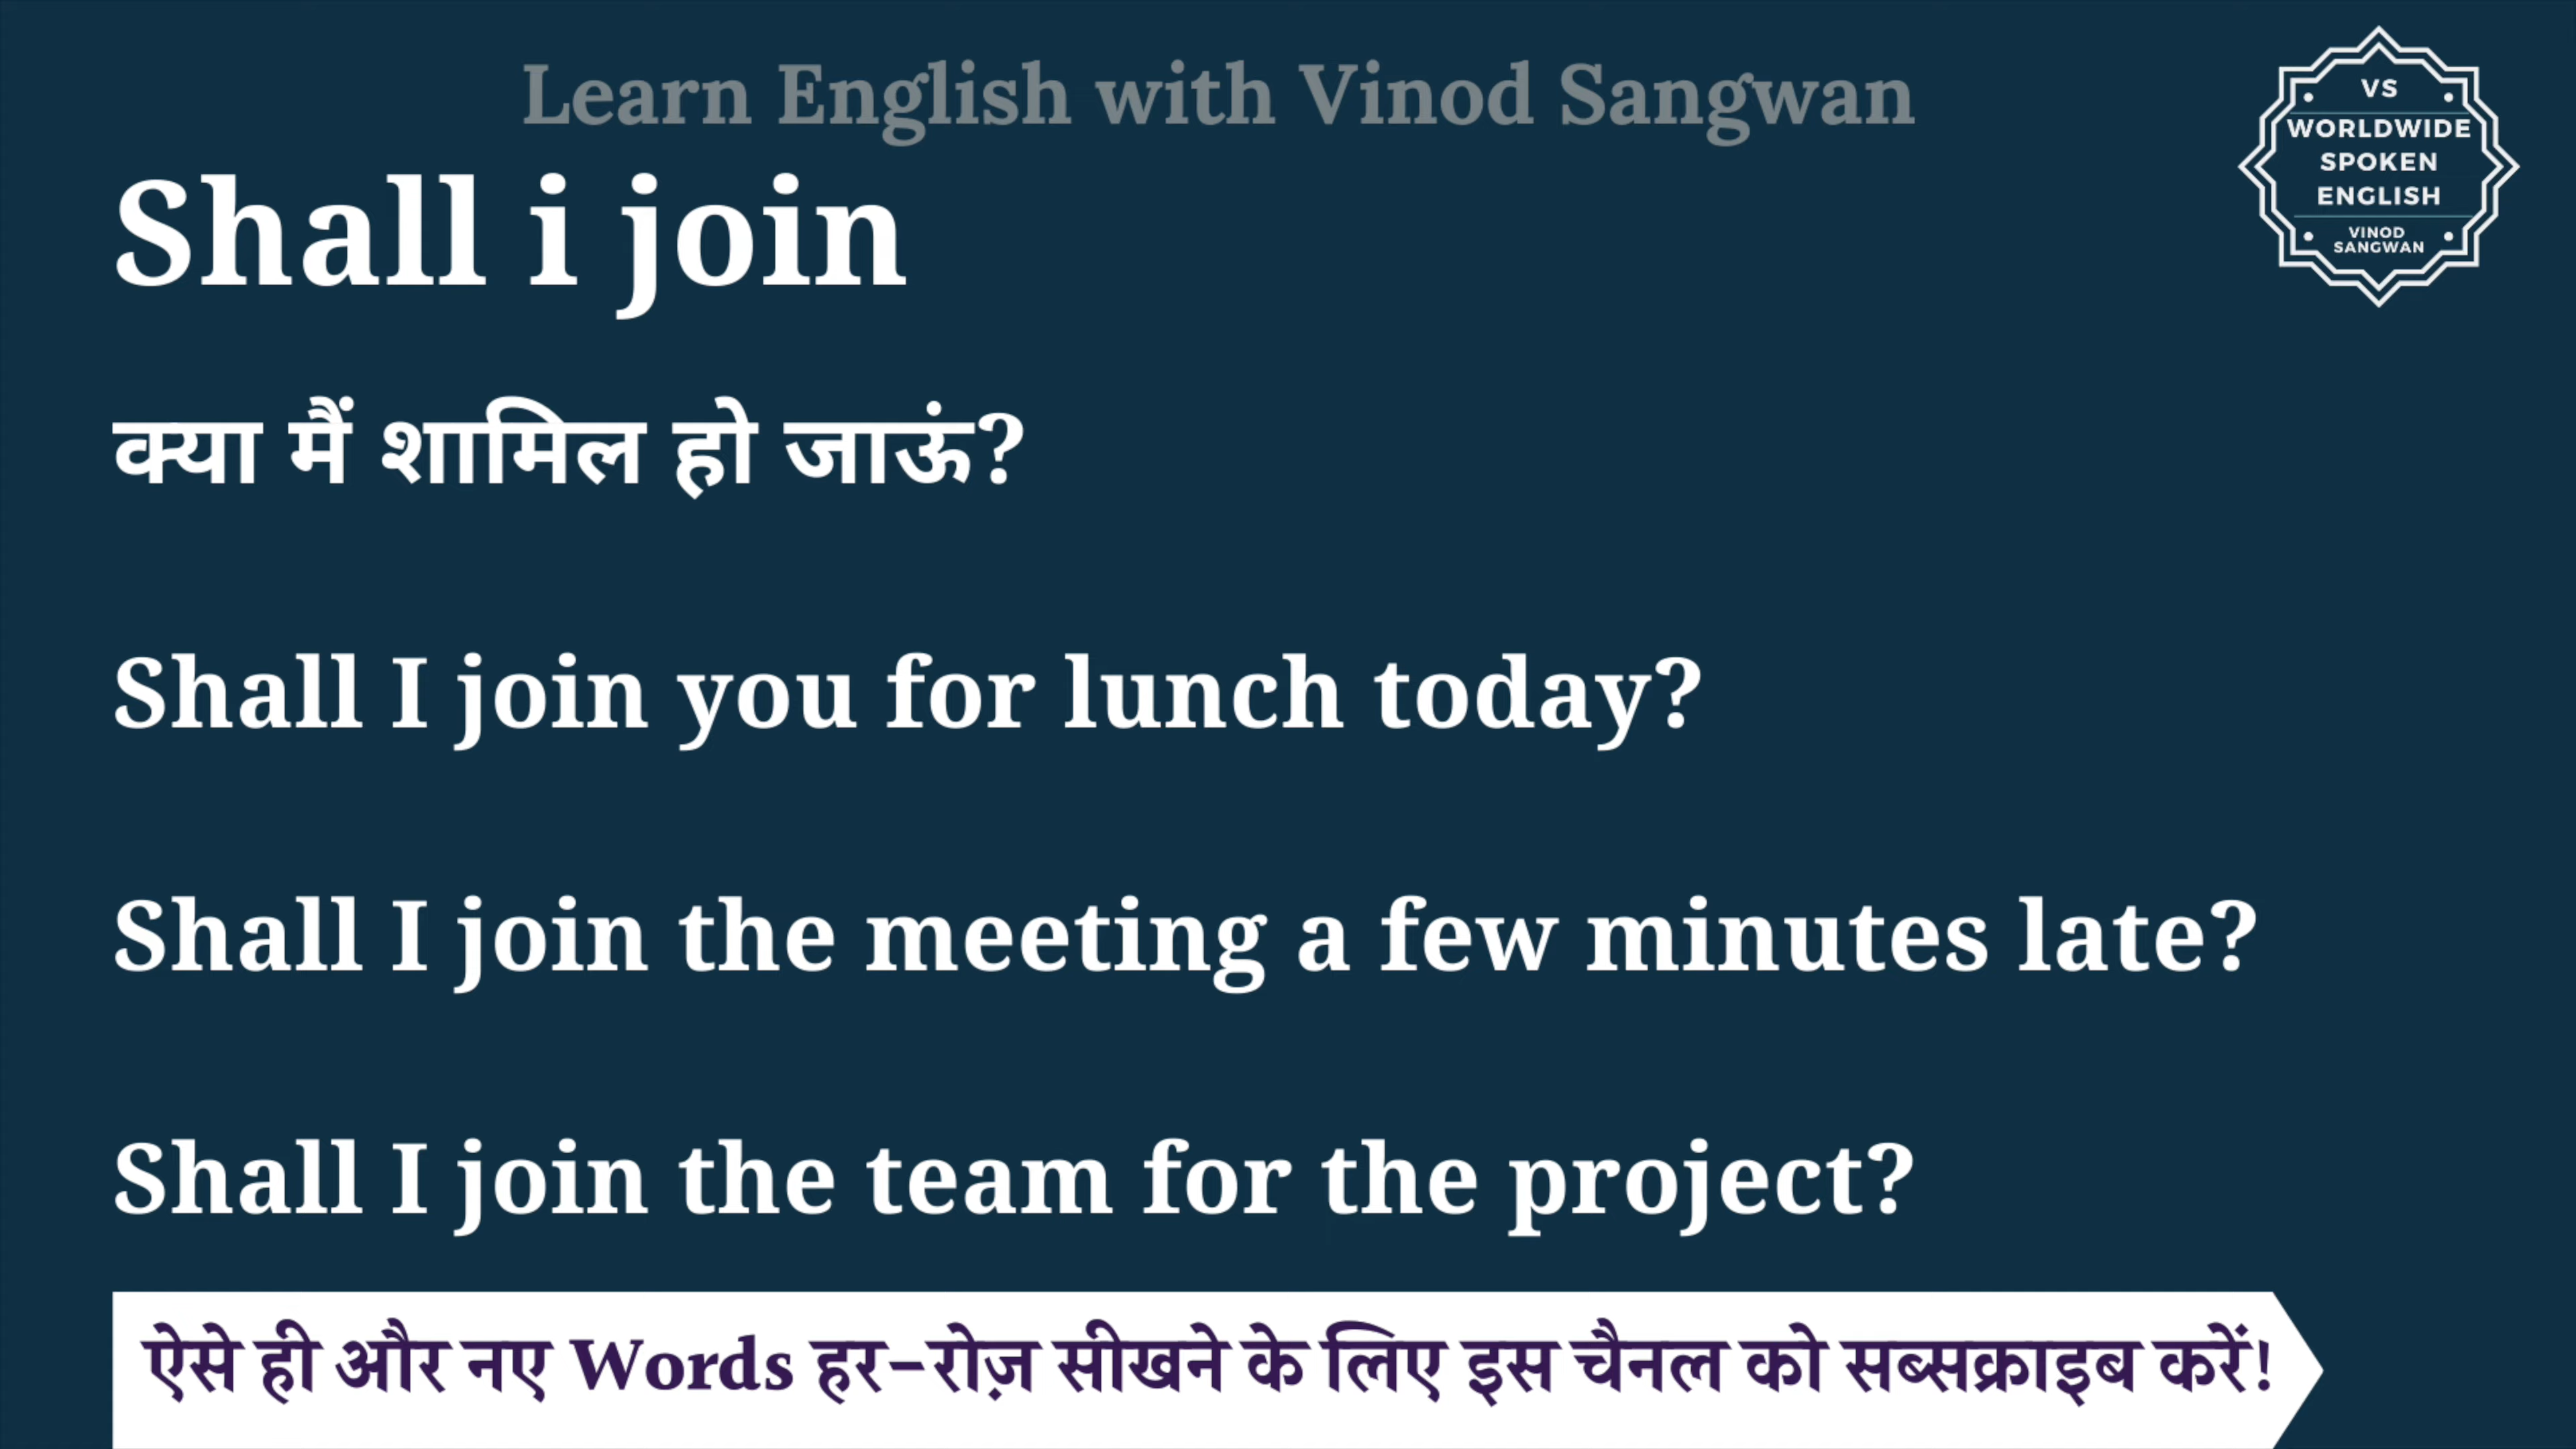 Learn English with Vinod Sangwan
VS
WORLDWIDE
SPOKEN
ENGLISH
VINOD
SANGWAN
Shall i join
क्या मैं शामिल हो जाऊं?
Shall I join you for lunch today?
Shall I join the meeting a few minutes late?
Shall I join the team for the project?
ऐसे ही और नए Words हर-रोज़ सीखने के लिए इस चैनल को सब्सक्राइब करें!